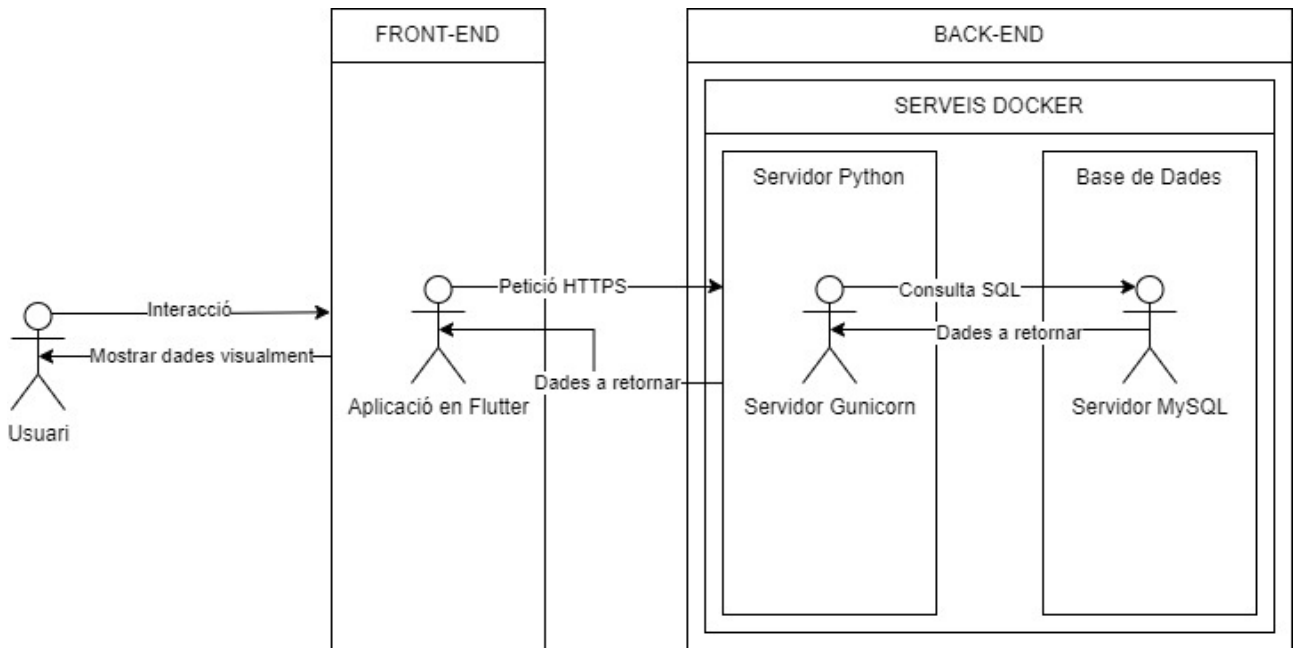 FRONT-END
BACK-END
SERVEIS DOCKER
Servidor Python
Base de Dades
Petició HTTPS
Consulta SQL
Interacció
Dades a retornar
Mostrar dades visualment
Dades a retornar
Aplicació en Flutter
Servidor Gunicorn
Servidor MySQL
Usuari